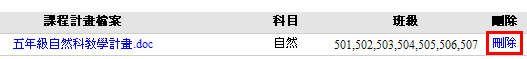 課程計畫檔案 科目 班級 刪除
五年級自然科教學計畫.doc 自然 501,502,503,504,505,506,507 刪除